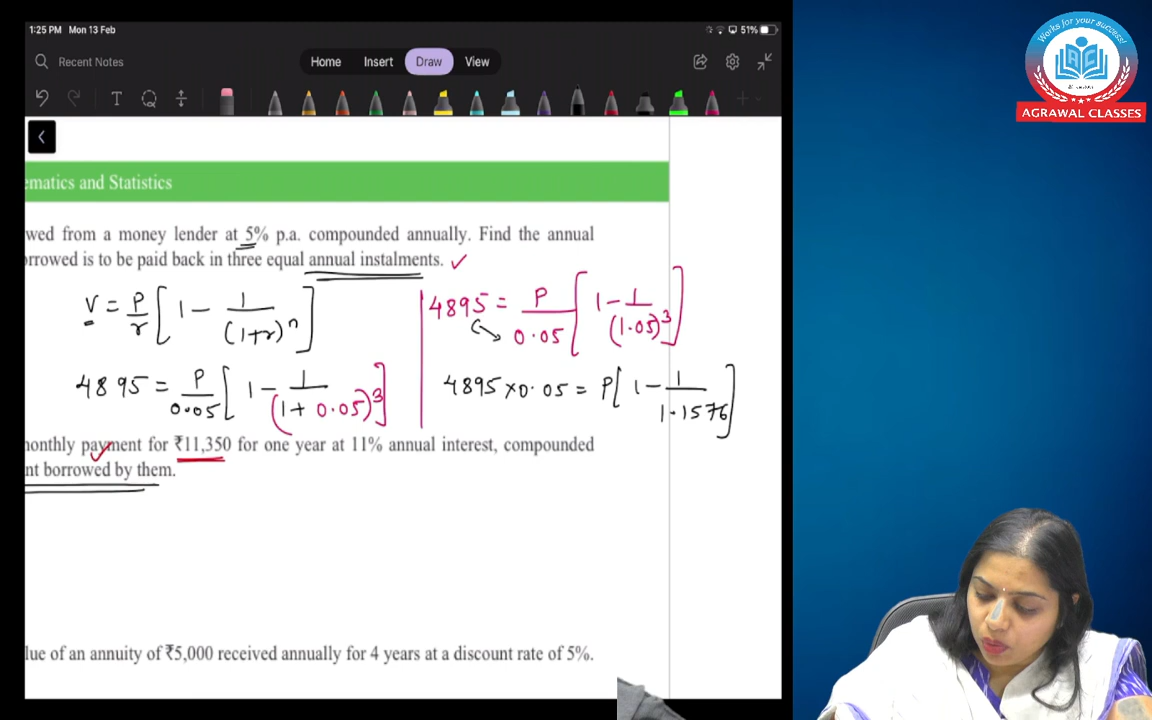 1:25 PM Mon 13 Feb
51%
Recent Notes
Home Insert Draw View
Works for your success!
AC
AGRAWAL CLASSES
ematics and Statistics
wed from a money lender at 5% p.a. compounded annually. Find the annual
orrowed is to be paid back in three equal annual instalments. ✓
V = P/r [1 - 1/(1+r)^n]
4895 = P/0.05 [1 - 1/(1+0.05)^3]
4895 = P/0.05 [1 - 1/(1.05)^3]
4895×0.05 = P[1 - 1/1.1576]
nonthly payment for ₹11,350 for one year at 11% annual interest, compounded
nt borrowed by them.
lue of an annuity of ₹5,000 received annually for 4 years at a discount rate of 5%.